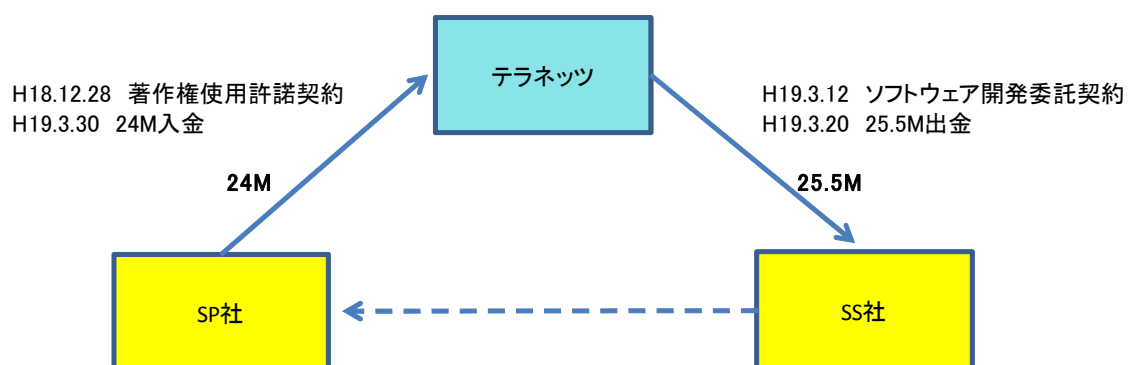 テラネッツ
H18.12.28 著作権使用許諾契約
H19.3.30 24M入金
H19.3.12 ソフトウェア開発委託契約
H19.3.20 25.5M出金
24M
25.5M
SP社
SS社